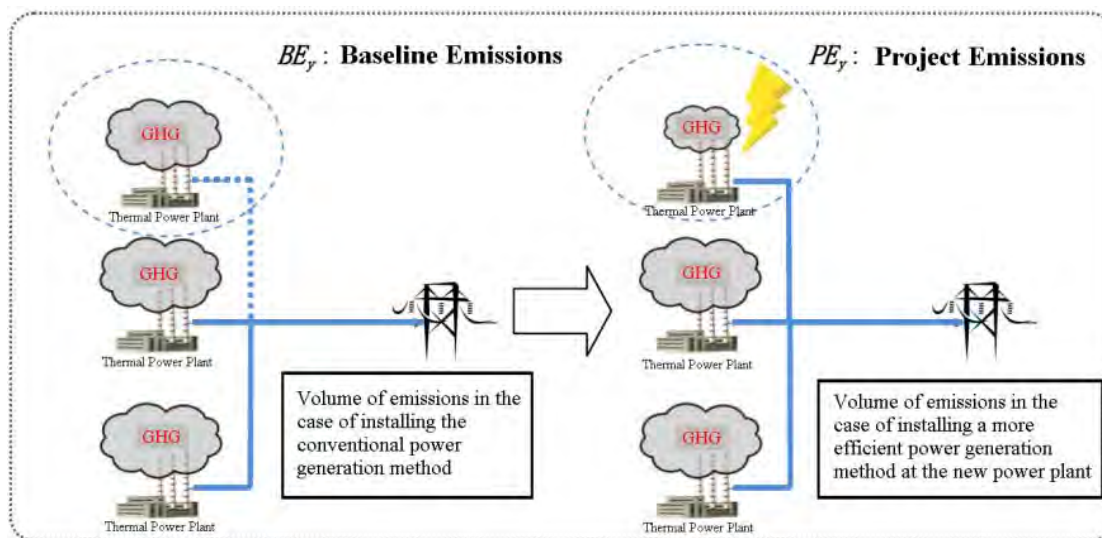 BEy : Baseline Emissions
GHG
Thermal Power Plant
GHG
Thermal Power Plant
GHG
Thermal Power Plant
Volume of emissions in the
case of installing the
conventional power
generation method
PEy : Project Emissions
GHG
Thermal Power Plant
GHG
Thermal Power Plant
GHG
Thermal Power Plant
Volume of emissions in the
case of installing a more
efficient power generation
method at the new power plant